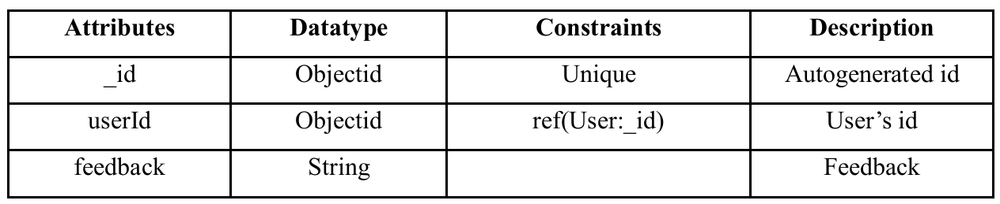 Attributes Datatype Constraints Description
_id Objectid Unique Autogenerated id
userId Objectid ref(User:_id) User’s id
feedback String Feedback